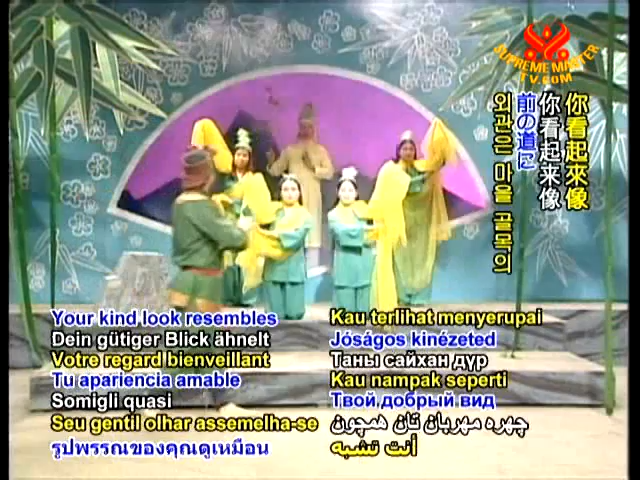 SUPREME MASTER
TV.COM
你看起來像
你看起來像
前の道に
외관은 마을 골목의
Your kind look resembles
Dein gütiger Blick ähnelt
Votre regard bienveillant
Tu apariencia amable
Somigli quasi
Seu gentil olhar assemelha-se
รูปพรรณของคุณดูเหมือน
Kau terlihat menyerupai
Jóságos kinézeted
Таны сайхан дүр
Kau nampak seperti
Твой добрый вид
چهره مهربان تان همچون
أنت تشبه